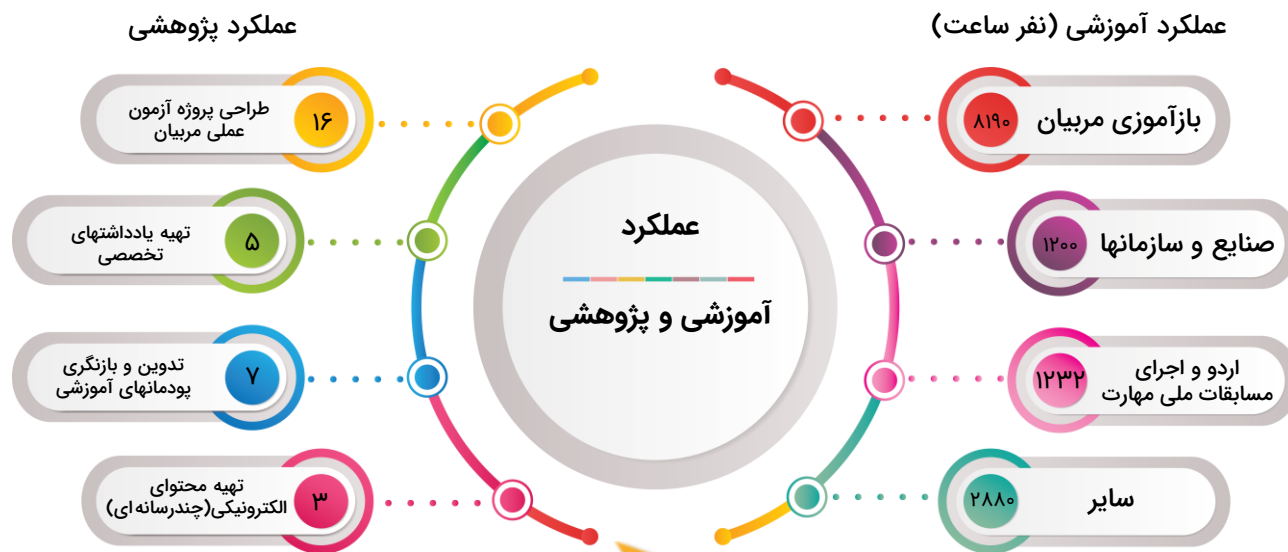 عملکرد آموزشی (نفر ساعت)
۸۱۹۰
بازآموزی مربیان
۱۲۰۰
صنایع و سازمانها
۱۲۳۲
اردو و اجرای
مسابقات ملی مهارت
۲۸۸۰
سایر
عملکرد
آموزشی و پژوهشی
عملکرد پژوهشی
۱۶
طراحی پروژه آزمون
عملی مربیان
۵
تهیه یادداشتهای
تخصصی
۷
تدوین و بازنگری
پودمانهای آموزشی
۳
تهیه محتوای
الکترونیکی(چندرسانه ای)